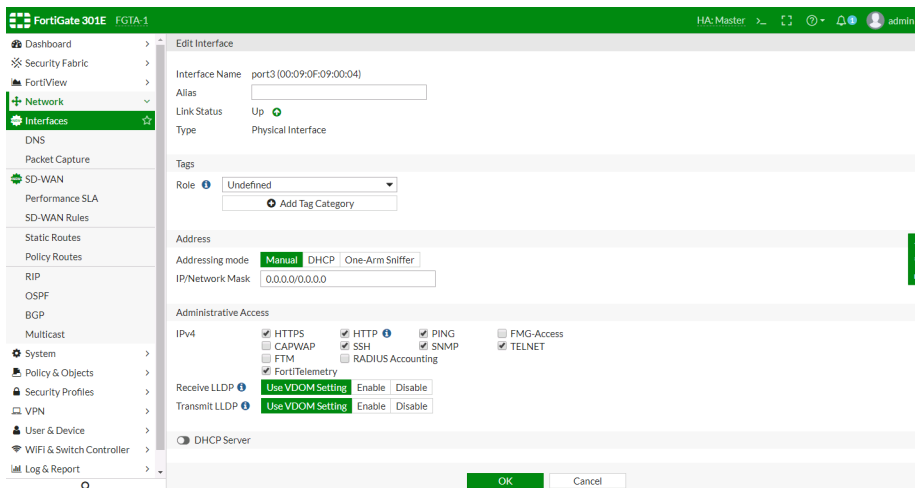 FortiGate 301E FGTA-1 HA: Master >_ 1 admin
Dashboard
Security Fabric
FortiView
Network
Interfaces
DNS
Packet Capture
SD-WAN
Performance SLA
SD-WAN Rules
Static Routes
Policy Routes
RIP
OSPF
BGP
Multicast
System
Policy & Objects
Security Profiles
VPN
User & Device
WiFi & Switch Controller
Log & Report
Edit Interface
Interface Name port3 (00:09:0F:09:00:04)
Alias
Link Status Up
Type Physical Interface
Tags
Role Undefined
Add Tag Category
Address
Addressing mode Manual DHCP One-Arm Sniffer
IP/Network Mask 0.0.0.0/0.0.0.0
Administrative Access
IPv4 HTTPS HTTP PING FMG-Access
CAPWAP SSH SNMP TELNET
FTM RADIUS Accounting
FortiTelemetry
Receive LLDP Use VDOM Setting Enable Disable
Transmit LLDP Use VDOM Setting Enable Disable
DHCP Server
OK Cancel